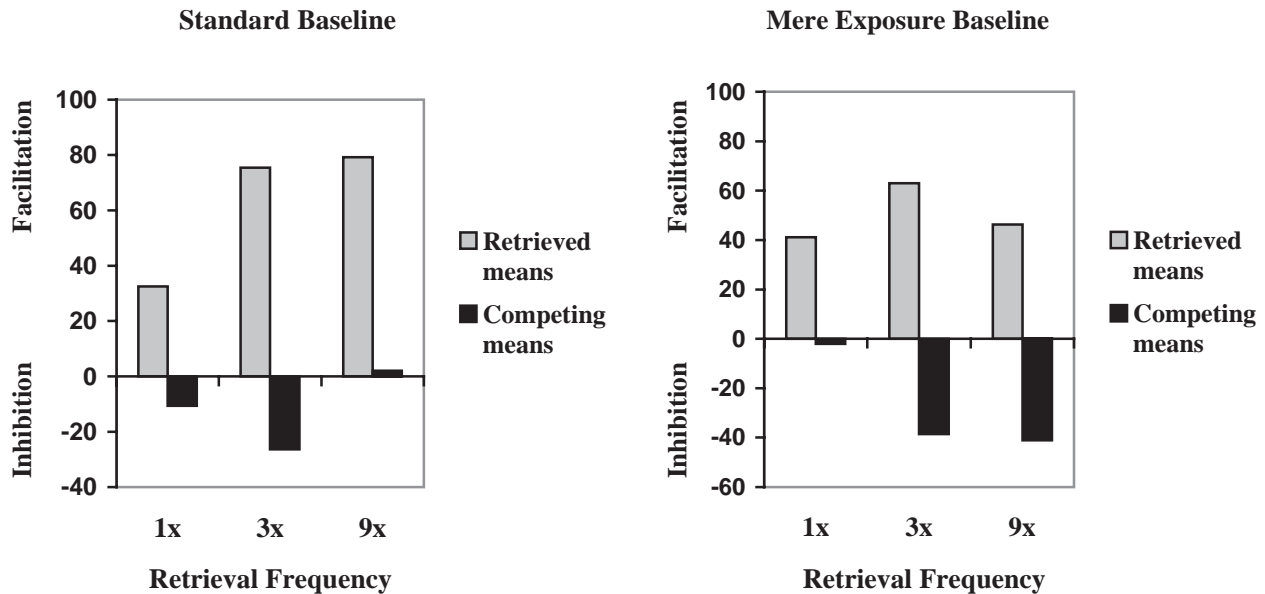 Standard Baseline
Facilitation
Inhibition
100
80
60
40
20
0
-20
-40
1x 3x 9x
Retrieval Frequency
Retrieved
means
Competing
means
Mere Exposure Baseline
Facilitation
Inhibition
100
80
60
40
20
0
-20
-40
-60
1x 3x 9x
Retrieval Frequency
Retrieved
means
Competing
means